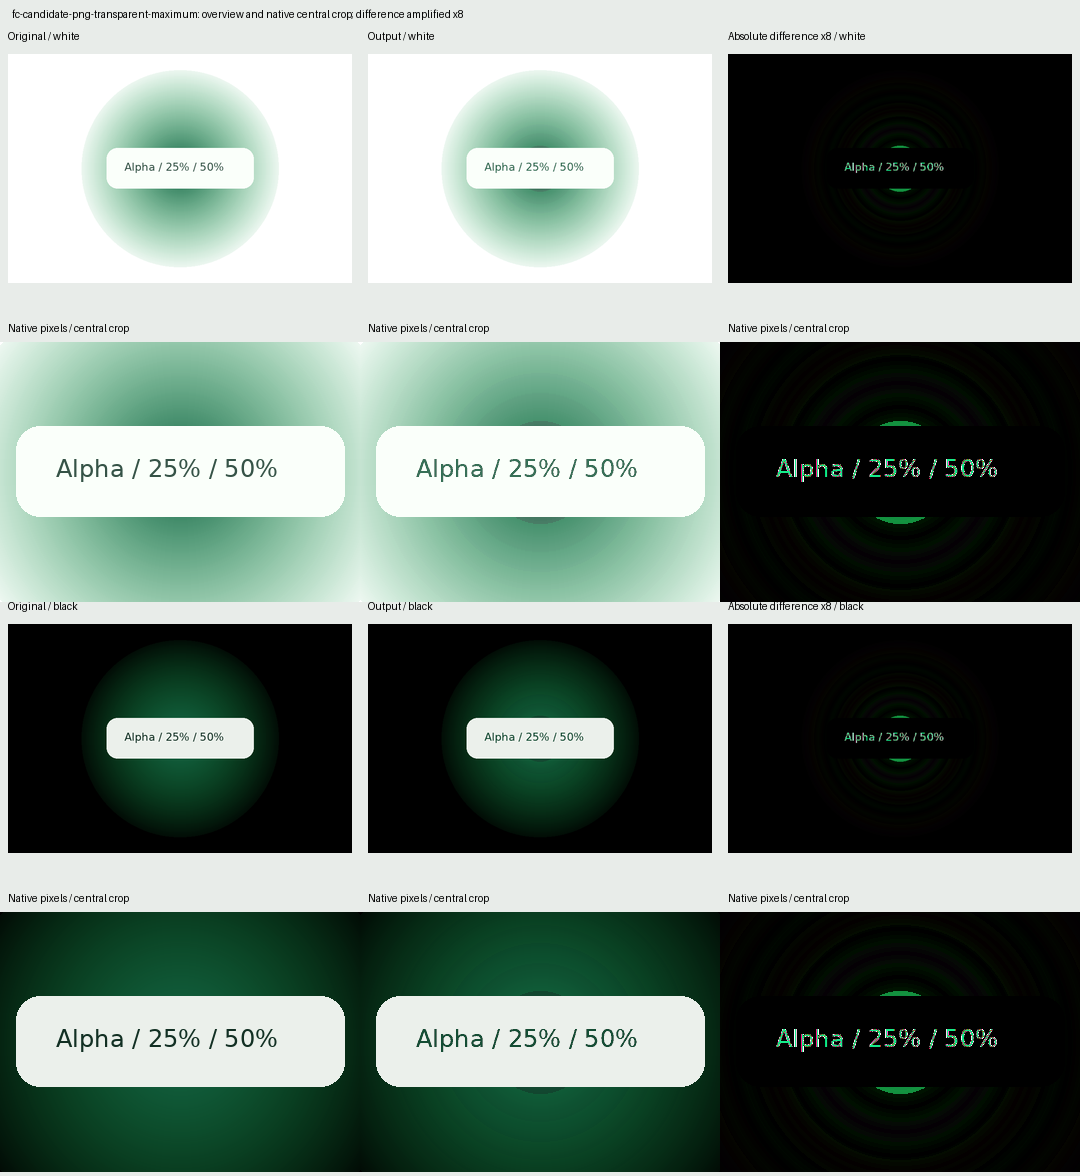 fc-candidate-png-transparent-maximum: overview and native central crop; difference amplified x8
Original / white
Output / white
Absolute difference x8 / white
Alpha / 25% / 50%
Alpha / 25% / 50%
Alpha / 25% / 50%
Native pixels / central crop
Native pixels / central crop
Native pixels / central crop
Alpha / 25% / 50%
Alpha / 25% / 50%
Alpha / 25% / 50%
Original / black
Output / black
Absolute difference x8 / black
Alpha / 25% / 50%
Alpha / 25% / 50%
Alpha / 25% / 50%
Native pixels / central crop
Native pixels / central crop
Native pixels / central crop
Alpha / 25% / 50%
Alpha / 25% / 50%
Alpha / 25% / 50%